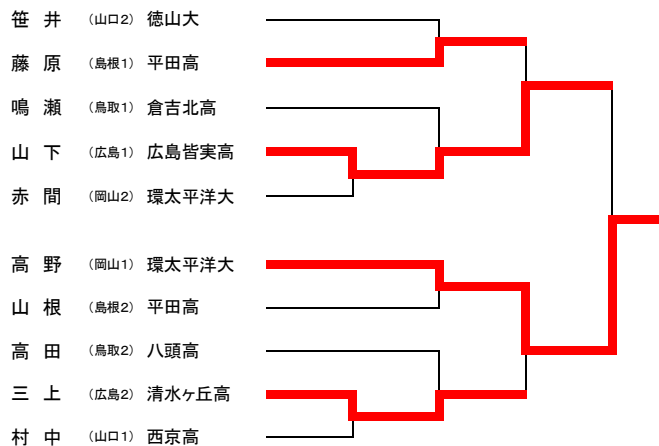 笹 井 （山口2） 徳山大
藤 原 （島根1） 平田高
鳴 瀬 （鳥取1） 倉吉北高
山 下 （広島1） 広島皆実高
赤 間 （岡山2） 環太平洋大
高 野 （岡山1） 環太平洋大
山 根 （島根2） 平田高
高 田 （鳥取2） 八頭高
三 上 （広島2） 清水ヶ丘高
村 中 （山口1） 西京高